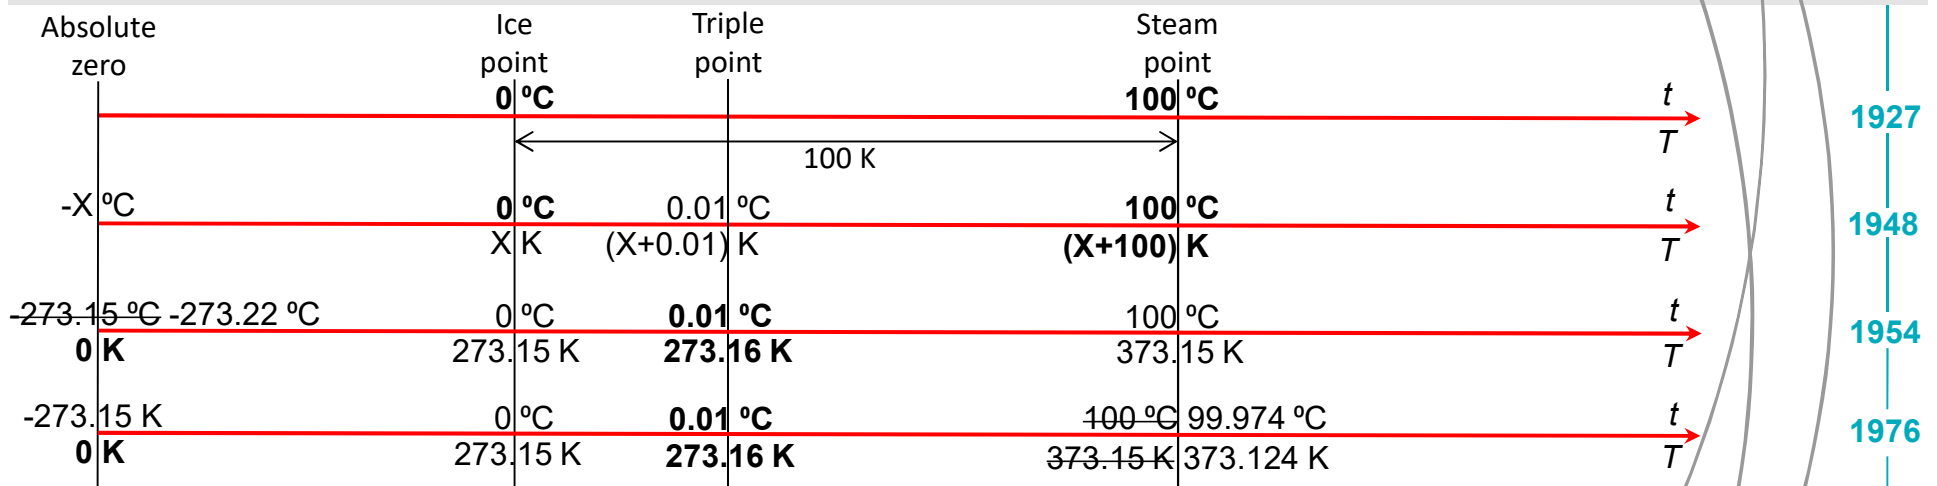 Absolute zero
Ice point
Triple point
Steam point
0 ºC 100 ºC t
100 K T
1927
-X ºC 0 ºC 0.01 ºC 100 ºC t
X K (X+0.01) K (X+100) K T
1948
-273.15 ºC -273.22 ºC 0 ºC 0.01 ºC 100 ºC t
0 K 273.15 K 273.16 K 373.15 K T
1954
-273.15 K 0 ºC 0.01 ºC 100 ºC 99.974 ºC t
0 K 273.15 K 273.16 K 373.15 K 373.124 K T
1976